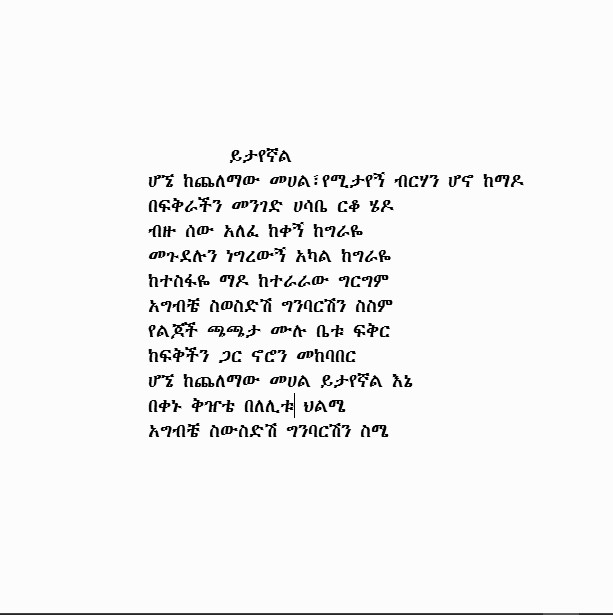 ይታየኛል
ሆኜ ከጨለማው መሀል፣የሚታየኝ ብርሃን ሆኖ ከማዶ
በፍቅራችን መንገድ ሀሳቤ ርቆ ሄዶ
ብዙ ሰው አለፈ ከቀኝ ከግራዬ
መጉደሉን ነግረውኝ አካል ከግራዬ
ከተስፋዬ ማዶ ከተራራው ግርግም
አግብቼ ስወስድሽ ግንባርሽን ስስም
የልጆች ጫጫታ ሙሉ ቤቱ ፍቅር
ከፍቅችን ጋር ኖሮን መከባበር
ሆኜ ከጨለማው መሀል ይታየኛል እኔ
በቀኑ ቅዠቴ በለሊቱ ህልሜ
አግብቼ ስውስድሽ ግንባርሽን ስሜ